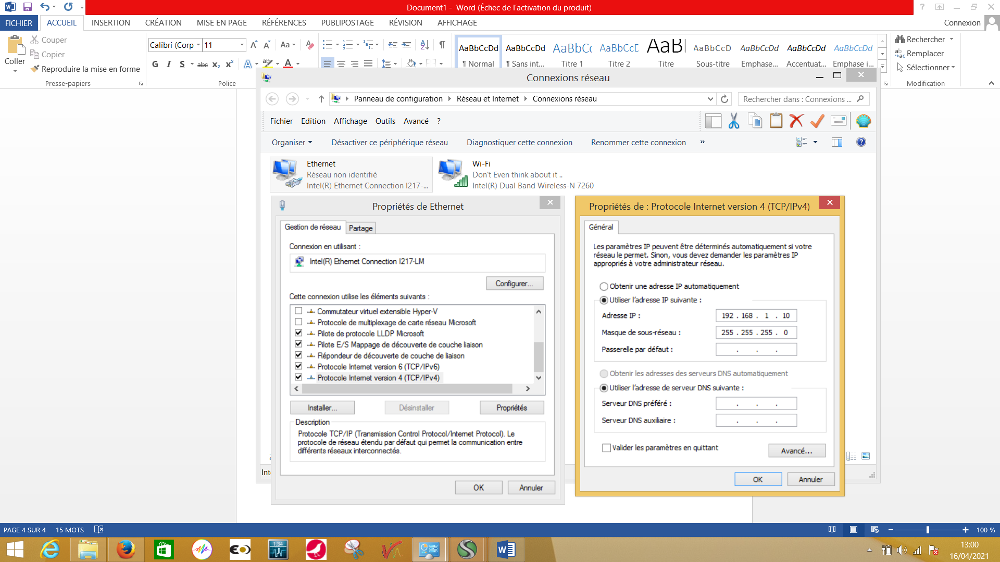 Document1 - Word (Échec de l'activation du produit)
FICHIER ACCUEIL INSERTION CRÉATION MISE EN PAGE RÉFÉRENCES PUBLIPOSTAGE RÉVISION AFFICHAGE Connexion
Coller
Couper
Copier
Reproduire la mise en forme
Presse-papiers
Calibri (Corp 11
G I S abc X₂ X²
Police
AaBbCcDd AaBbCcDd AaBbC AaBbCcD AaB AaBbCcD AaBbCcDd AaBbCcDd AaBbCcDd
¶ Normal ¶ Sans int... Titre 1 Titre 2 Titre Sous-titre Emphase... Accentuat... Emphase i...
Rechercher
Remplacer
Sélectionner
Modification
Connexions réseau
Panneau de configuration Réseau et Internet Connexions réseau
Rechercher dans : Connexions ...
Fichier Edition Affichage Outils Avancé ?
Organiser Désactiver ce périphérique réseau Diagnostiquer cette connexion Renommer cette connexion »
Ethernet
Réseau non identifié
Intel(R) Ethernet Connection I217-...
Wi-Fi
Don't Even think about it ..
Intel(R) Dual Band Wireless-N 7260
Propriétés de Ethernet
Gestion de réseau Partage
Connexion en utilisant :
Intel(R) Ethernet Connection I217-LM
Configurer...
Cette connexion utilise les éléments suivants :
Commutateur virtuel extensible Hyper-V
Protocole de multiplexage de carte réseau Microsoft
Pilote de protocole LLDP Microsoft
Pilote E/S Mappage de découverte de couche liaison
Répondeur de découverte de couche de liaison
Protocole Internet version 6 (TCP/IPv6)
Protocole Internet version 4 (TCP/IPv4)
Installer... Désinstaller Propriétés
Description
Protocole TCP/IP (Transmission Control Protocol/Internet Protocol). Le
protocole de réseau étendu par défaut qui permet la communication entre
différents réseaux interconnectés.
OK Annuler
Propriétés de : Protocole Internet version 4 (TCP/IPv4)
Général
Les paramètres IP peuvent être déterminés automatiquement si votre
réseau le permet. Sinon, vous devez demander les paramètres IP
appropriés à votre administrateur réseau.
Obtenir une adresse IP automatiquement
Utiliser l'adresse IP suivante :
Adresse IP : 192 . 168 . 1 . 10
Masque de sous-réseau : 255 . 255 . 255 . 0
Passerelle par défaut : . . .
Obtenir les adresses des serveurs DNS automatiquement
Utiliser l'adresse de serveur DNS suivante :
Serveur DNS préféré : . . .
Serveur DNS auxiliaire : . . .
Valider les paramètres en quittant
Avancé...
OK Annuler
PAGE 4 SUR 4 15 MOTS 100 %
13:00
16/04/2021